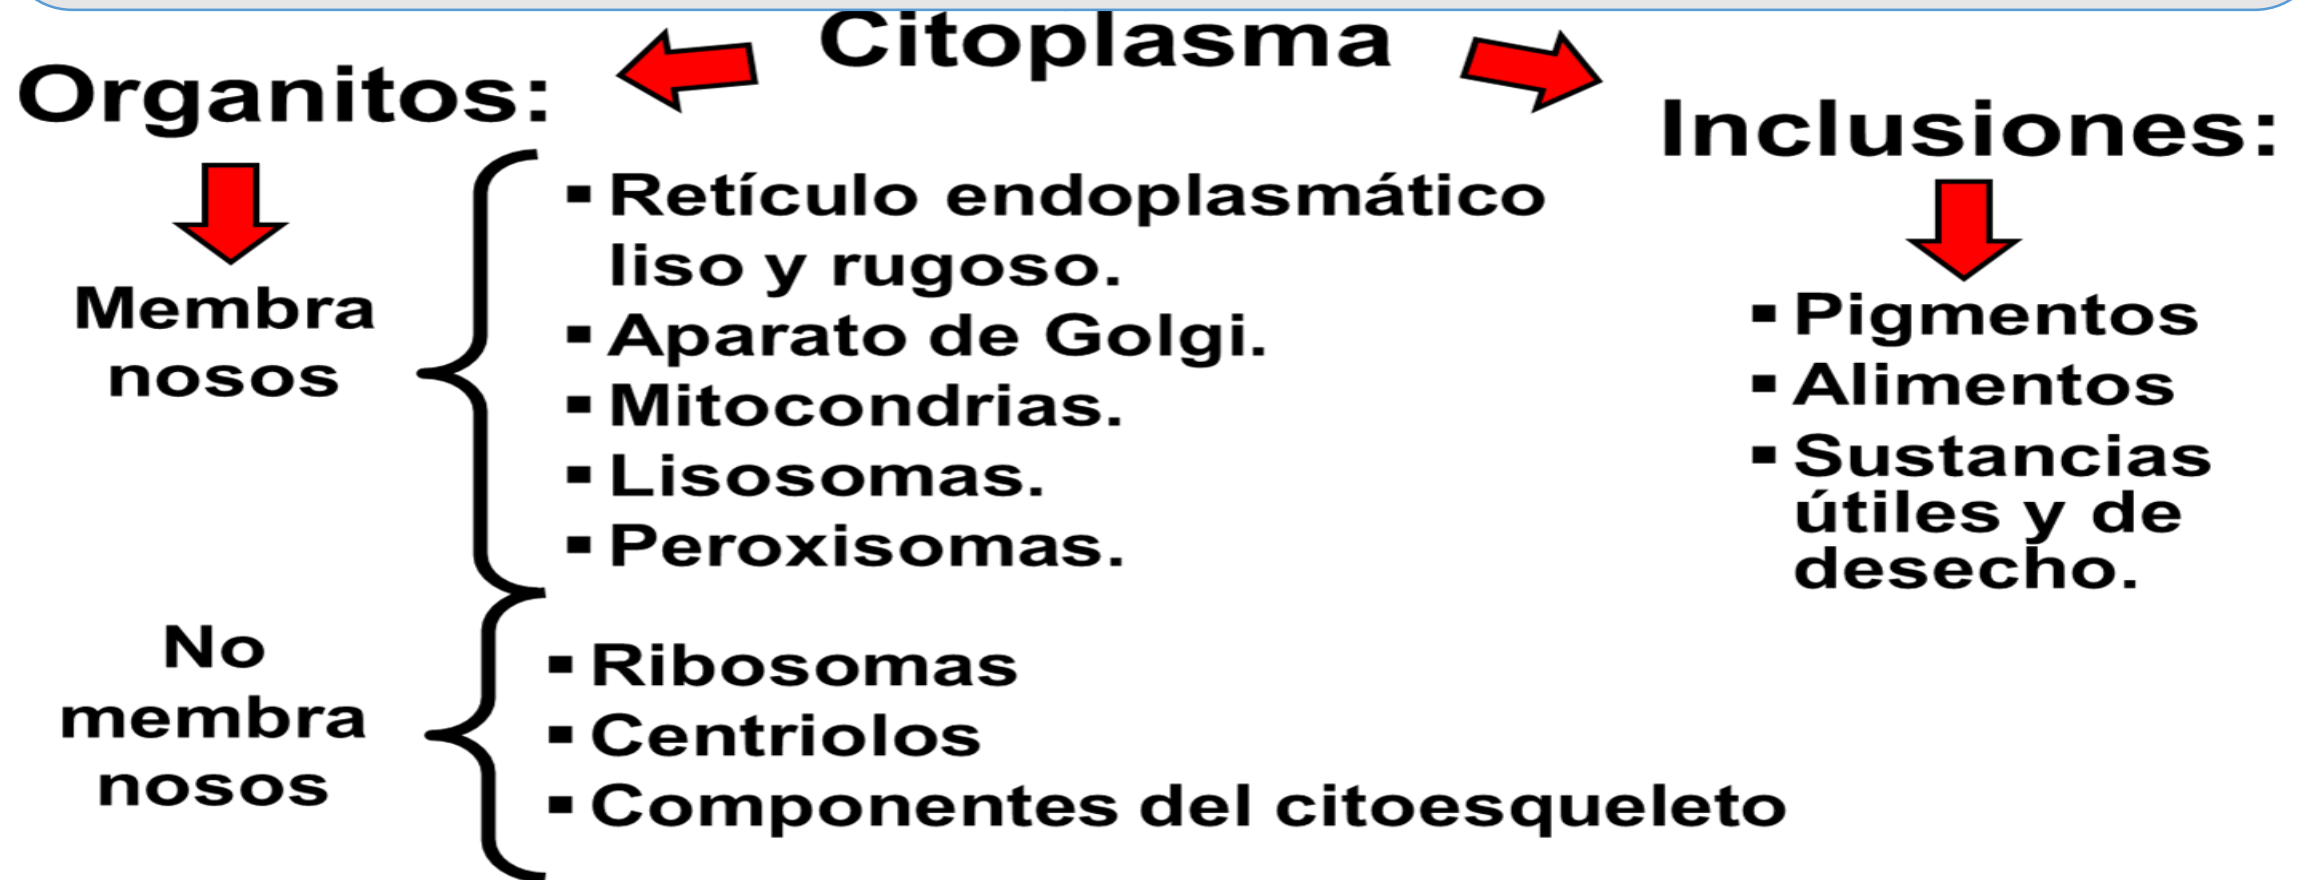 Citoplasma
Organitos:
Membra
nosos
▪ Retículo endoplasmático
liso y rugoso.
▪ Aparato de Golgi.
▪ Mitocondrias.
▪ Lisosomas.
▪ Peroxisomas.
No
membra
nosos
▪ Ribosomas
▪ Centriolos
▪ Componentes del citoesqueleto
Inclusiones:
▪ Pigmentos
▪ Alimentos
▪ Sustancias
útiles y de
desecho.